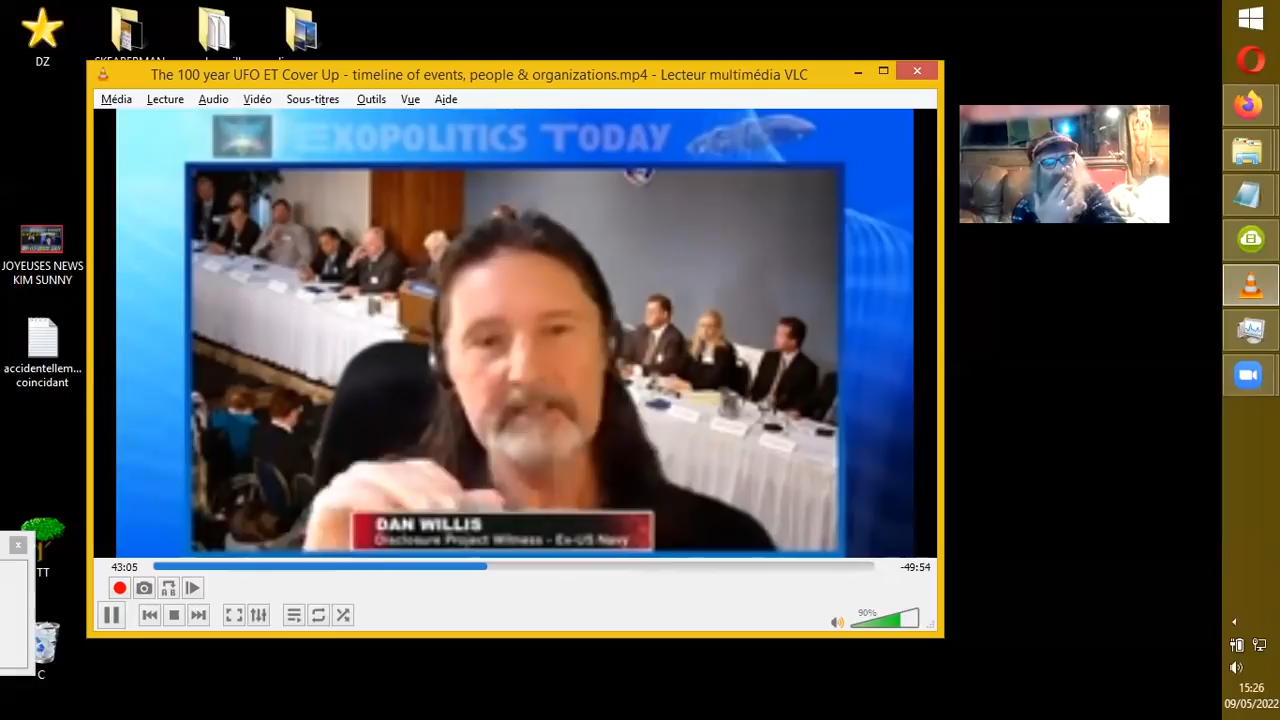 DZ
The 100 year UFO ET Cover Up - timeline of events, people & organizations.mp4 - Lecteur multimédia VLC
Média Lecture Audio Vidéo Sous-titres Outils Vue Aide
EXOPOLITICS TODAY
JOYEUSES NEWS
KIM SUNNY
accidentellem...
coincidant
DAN WILLIS
Disclosure Project Witness - Ex-US Navy
43:05
-49:54
90%
TT
C
15:26
09/05/2022